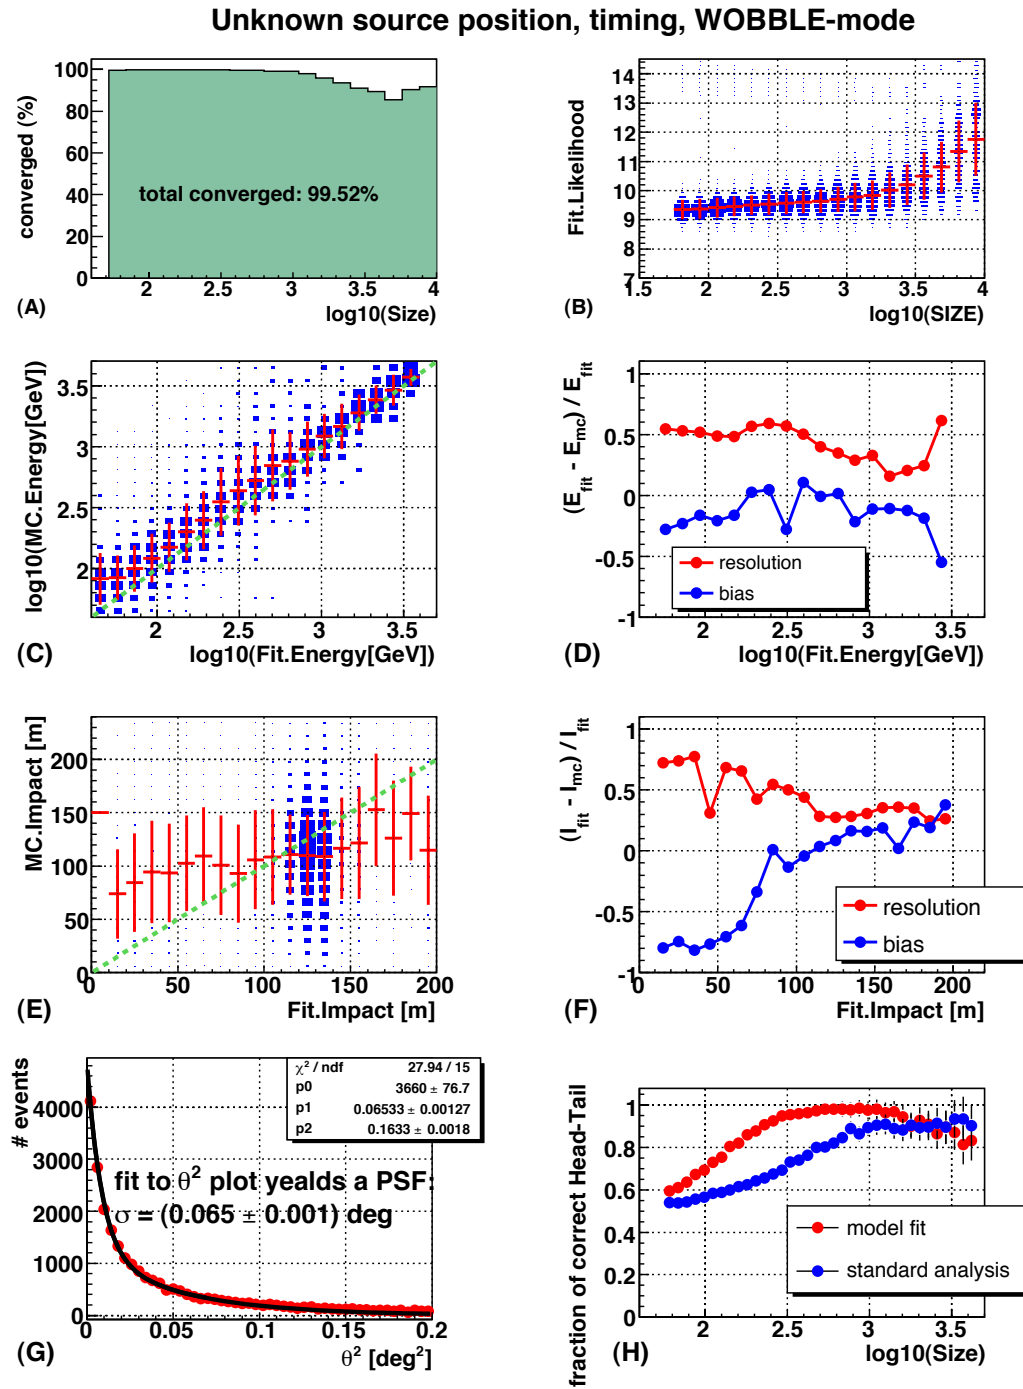 Unknown source position, timing, WOBBLE-mode
converged (%)
100
80
60
40
20
0
total converged: 99.52%
2 2.5 3 3.5 4
log10(Size)
(A)
Fit.Likelihood
14
13
12
11
10
9
8
7
1.5 2 2.5 3 3.5 4
log10(SIZE)
(B)
log10(MC.Energy[GeV])
3.5
3
2.5
2
2 2.5 3 3.5
log10(Fit.Energy[GeV])
(C)
(E_fit - E_mc) / E_fit
1
0.5
0
-0.5
-1
resolution
bias
2 2.5 3 3.5
log10(Fit.Energy[GeV])
(D)
MC.Impact [m]
200
150
100
50
0
0 50 100 150 200
Fit.Impact [m]
(E)
(I_fit - I_mc) / I_fit
1
0.5
0
-0.5
-1
resolution
bias
0 50 100 150 200
Fit.Impact [m]
(F)
# events
4000
3000
2000
1000
0
χ² / ndf 27.94 / 15
p0 3660 ± 76.7
p1 0.06533 ± 0.00127
p2 0.1633 ± 0.0018
fit to θ² plot yealds a PSF:
σ = (0.065 ± 0.001) deg
0 0.05 0.1 0.15 0.2
θ² [deg²]
(G)
fraction of correct Head-Tail
1
0.8
0.6
0.4
0.2
0
model fit
standard analysis
2 2.5 3 3.5
log10(Size)
(H)